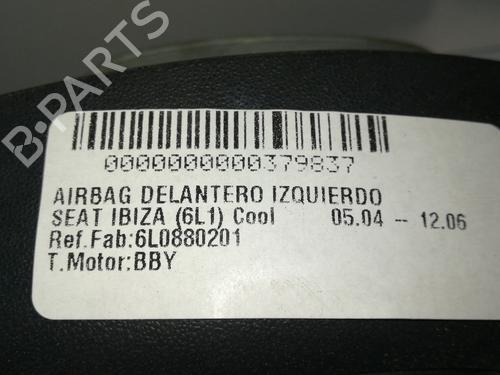 B-PARTS
0000000000379837
AIRBAG DELANTERO IZQUIERDO
SEAT IBIZA (6L1) Cool 05.04 -- 12.06
Ref.Fab:6L0880201
T.Motor:BBY